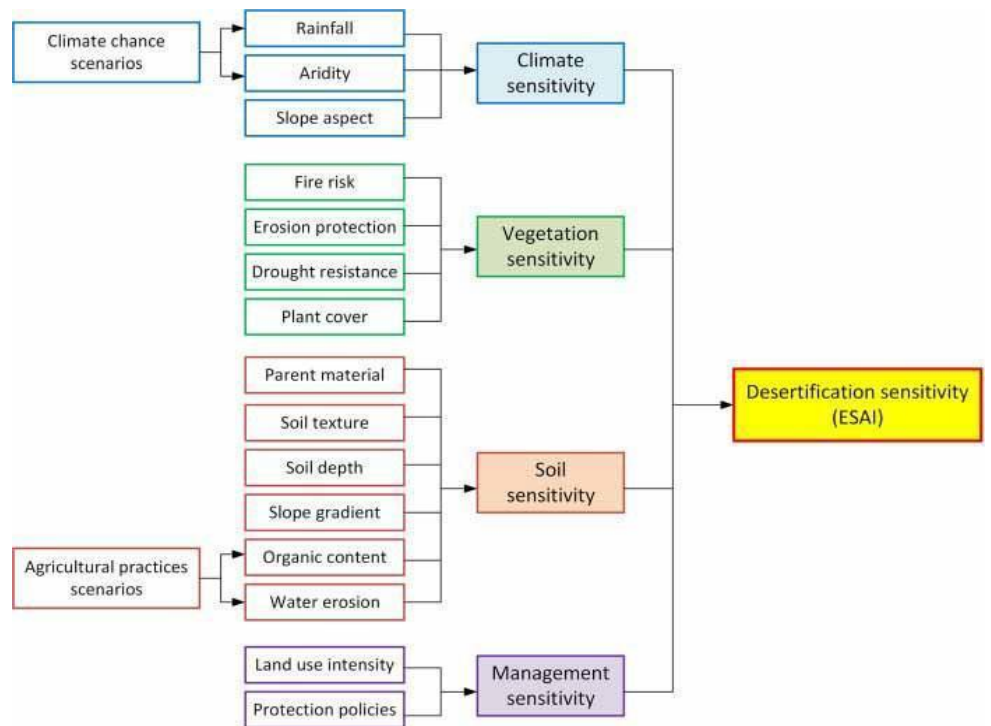 Climate chance
scenarios
Rainfall
Aridity
Slope aspect
Climate
sensitivity
Fire risk
Erosion protection
Drought resistance
Plant cover
Vegetation
sensitivity
Parent material
Soil texture
Soil depth
Slope gradient
Organic content
Water erosion
Agricultural practices
scenarios
Soil
sensitivity
Land use intensity
Protection policies
Management
sensitivity
Desertification sensitivity
(ESAI)